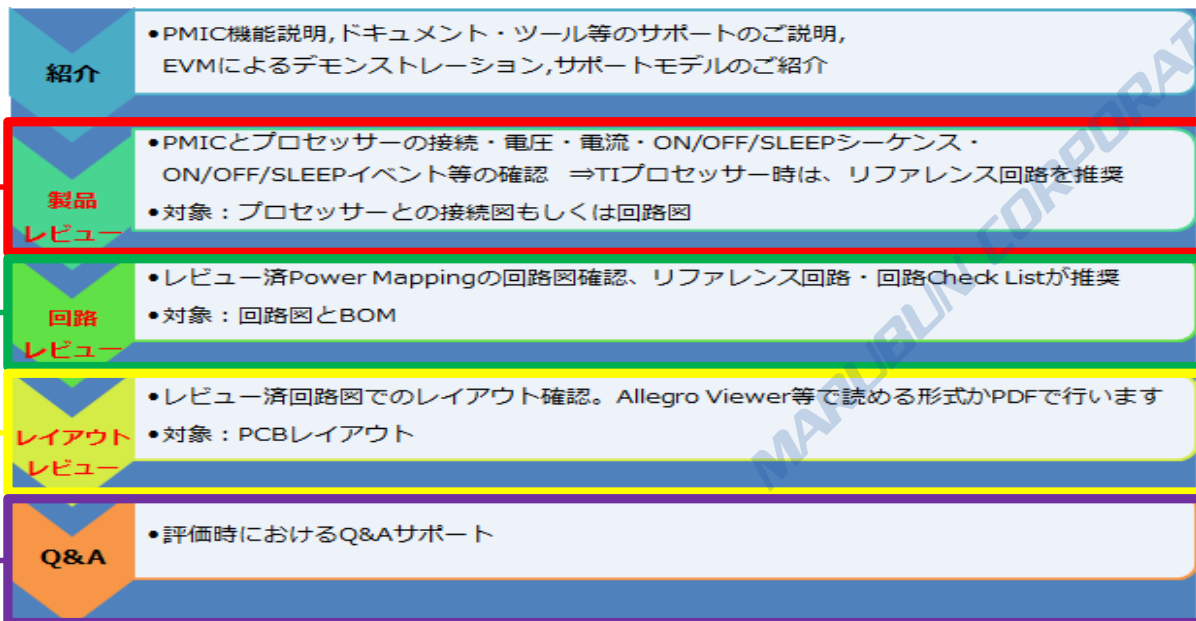 紹介
•PMIC機能説明,ドキュメント・ツール等のサポートのご説明,
EVMによるデモンストレーション,サポートモデルのご紹介
製品
レビュー
•PMICとプロセッサーの接続・電圧・電流・ON/OFF/SLEEPシーケンス・
ON/OFF/SLEEPイベント等の確認 ⇒TIプロセッサー時は、リファレンス回路を推奨
•対象：プロセッサーとの接続図もしくは回路図
回路
レビュー
•レビュー済Power Mappingの回路図確認、リファレンス回路・回路Check Listが推奨
•対象：回路図とBOM
レイアウト
レビュー
•レビュー済回路図でのレイアウト確認。Allegro Viewer等で読める形式かPDFで行います
•対象：PCBレイアウト
Q&A
•評価時におけるQ&Aサポート
MARUBUN CORPORAT